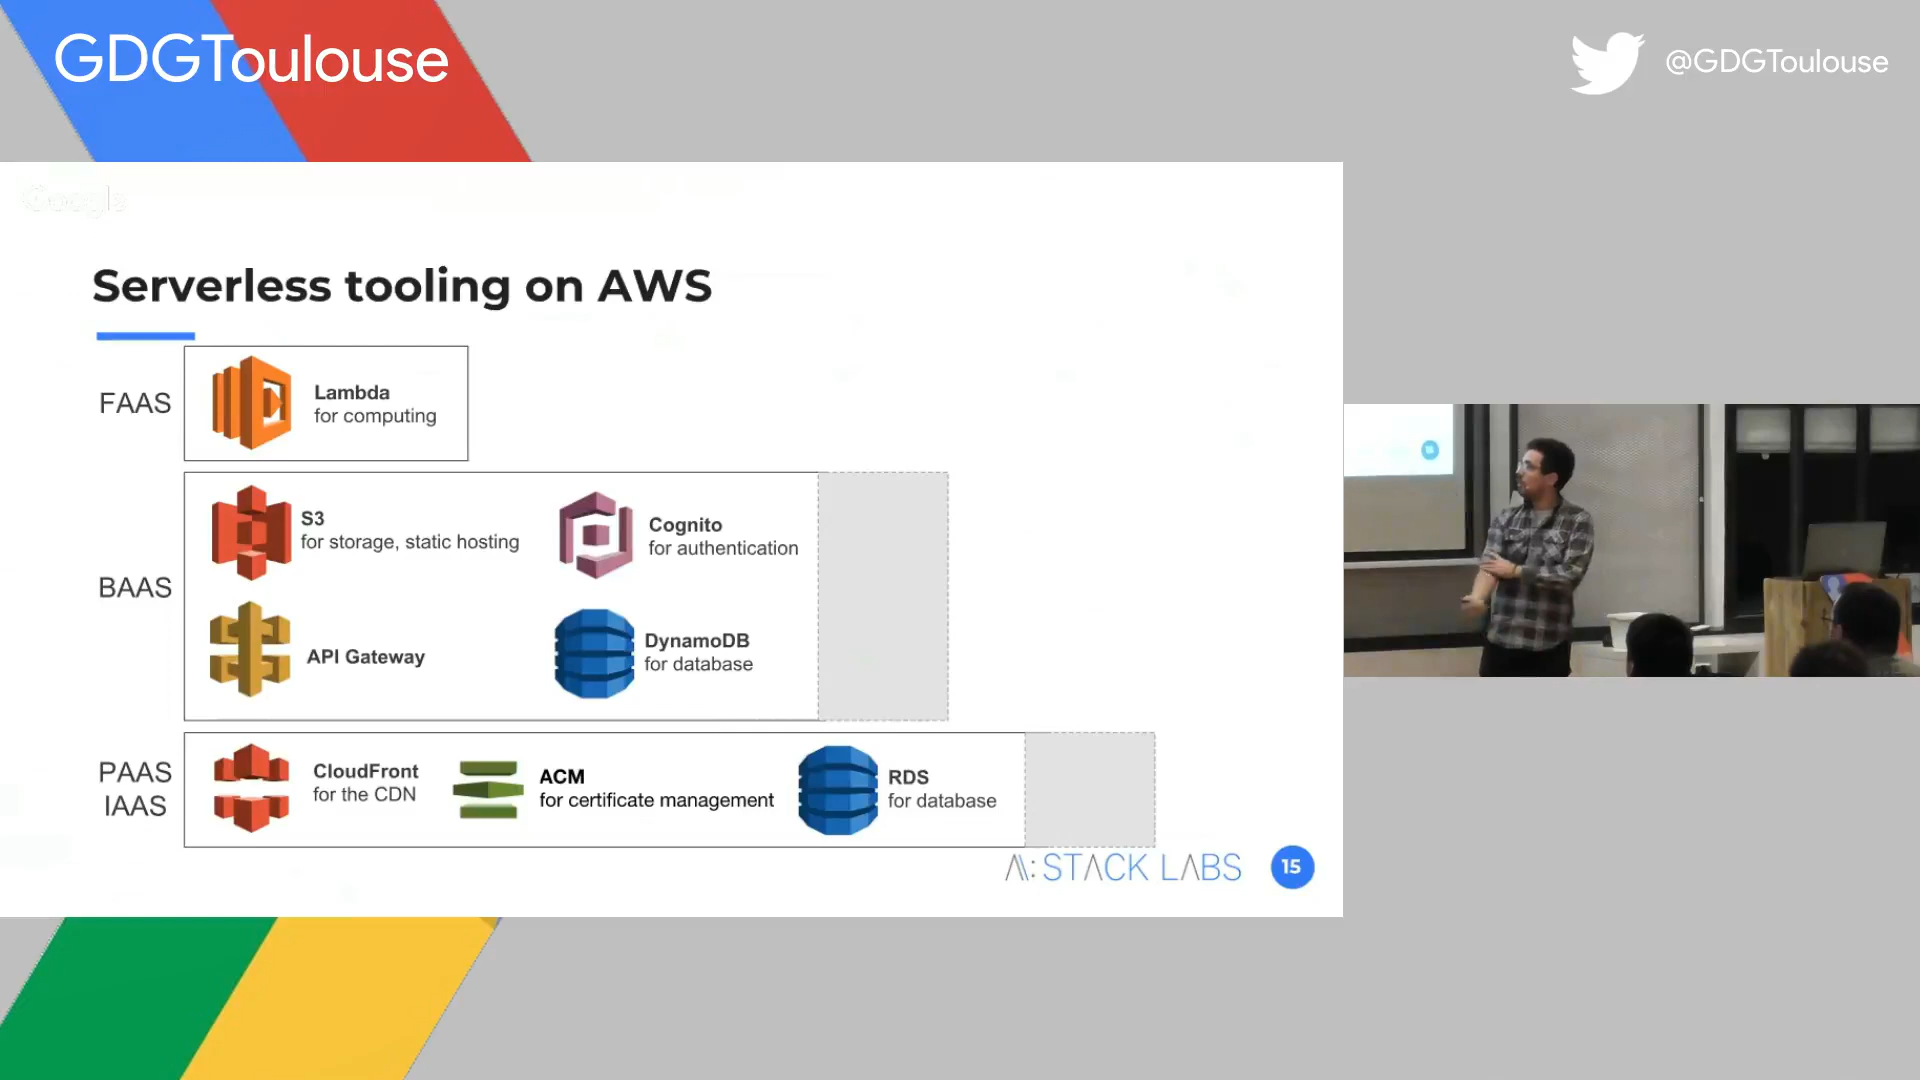 GDGToulouse
@GDGToulouse
Google
Serverless tooling on AWS
FAAS
Lambda
for computing
BAAS
S3
for storage, static hosting
Cognito
for authentication
API Gateway
DynamoDB
for database
PAAS
IAAS
CloudFront
for the CDN
ACM
for certificate management
RDS
for database
STACK LABS
15